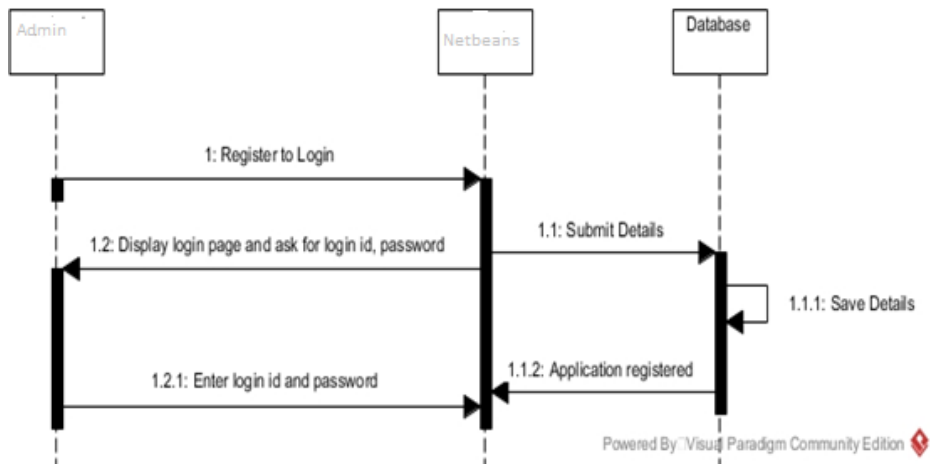 Admin
Netbeans
Database
1: Register to Login
1.1: Submit Details
1.2: Display login page and ask for login id, password
1.1.1: Save Details
1.1.2: Application registered
1.2.1: Enter login id and password
Powered By Visual Paradigm Community Edition